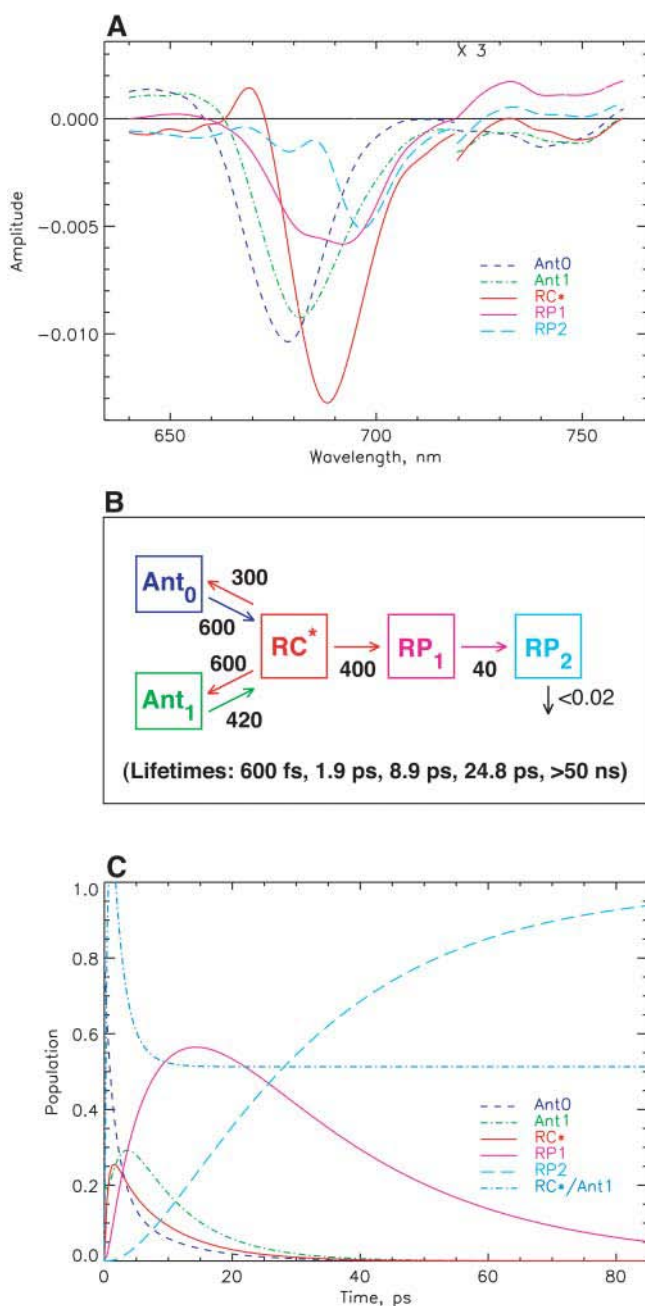 A
X 3
0.000
-0.005
-0.010
Amplitude
Ant0
Ant1
RC*
RP1
RP2
650
700
750
Wavelength, nm
B
Ant0
300
600
RC*
RP1
RP2
600
400
40
<0.02
Ant1
420
(Lifetimes: 600 fs, 1.9 ps, 8.9 ps, 24.8 ps, >50 ns)
C
1.0
0.8
0.6
0.4
0.2
0.0
Population
Ant0
Ant1
RC*
RP1
RP2
RC*/Ant1
0
20
40
60
80
Time, ps